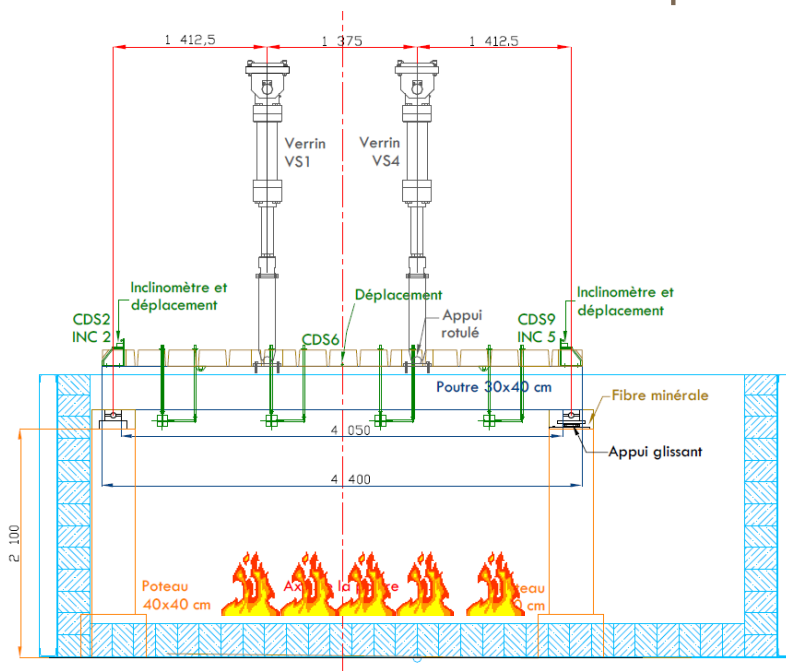 1 412,5
1 375
1 412,5
Verrin
VS1
Verrin
VS4
Inclinomètre et
déplacement
CDS2
INC 2
Déplacement
CDS6
Appui
rotulé
CDS9
INC 5
Inclinomètre et
déplacement
Poutre 30x40 cm
Fibre minérale
4 050
Appui glissant
4 400
2 100
Poteau
40x40 cm
la